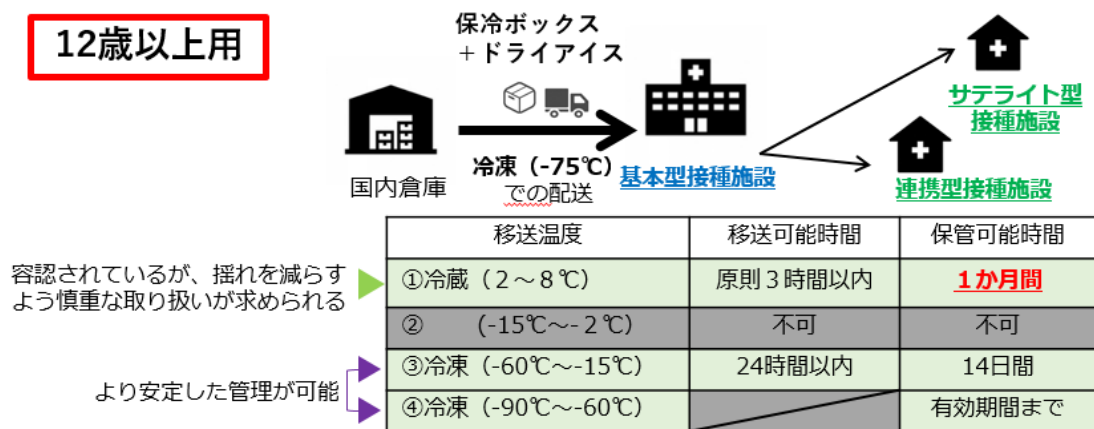 12歳以上用
保冷ボックス
＋ドライアイス
国内倉庫
冷凍（-75℃）
での配送
基本型接種施設
サテライト型
接種施設
連携型接種施設
移送温度 移送可能時間 保管可能時間
容認されているが、揺れを減らす
よう慎重な取り扱いが求められる
①冷蔵（２～８℃） 原則３時間以内 １か月間
② (-15℃～-２℃) 不可 不可
③冷凍（-60℃～-15℃） 24時間以内 14日間
より安定した管理が可能
④冷凍（-90℃～-60℃） 有効期間まで